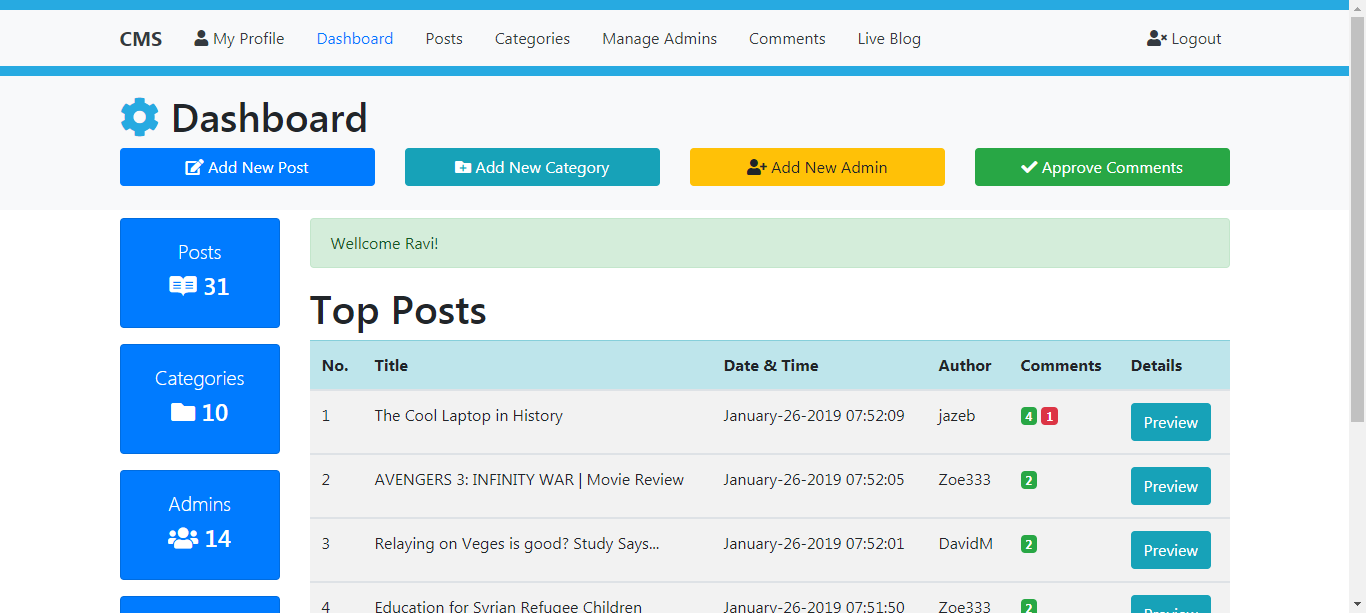 CMS My Profile Dashboard Posts Categories Manage Admins Comments Live Blog Logout
Dashboard
Add New Post Add New Category Add New Admin Approve Comments
Posts
31
Categories
10
Admins
14
Wellcome Ravi!
Top Posts
No. Title Date & Time Author Comments Details
1 The Cool Laptop in History January-26-2019 07:52:09 jazeb 4 1 Preview
2 AVENGERS 3: INFINITY WAR | Movie Review January-26-2019 07:52:05 Zoe333 2 Preview
3 Relaying on Veges is good? Study Says... January-26-2019 07:52:01 DavidM 2 Preview
4 Education for Syrian Refugee Children January-26-2019 07:51:50 Zoe333 2 Preview